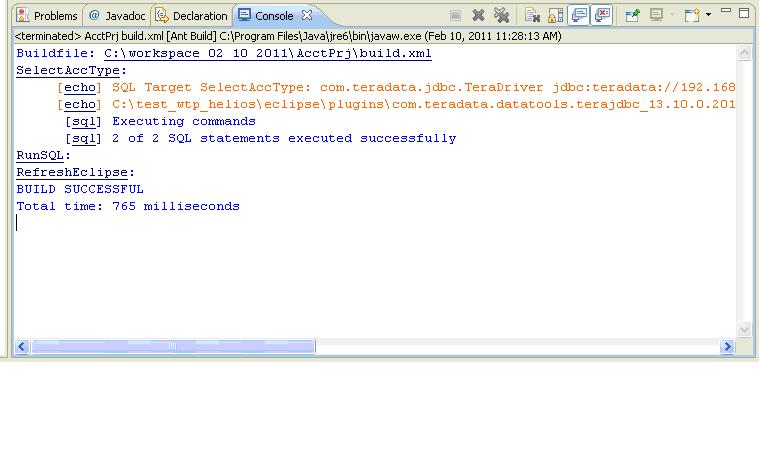 Problems @ Javadoc Declaration Console
<terminated> AcctPrj build.xml [Ant Build] C:\Program Files\Java\jre6\bin\javaw.exe (Feb 10, 2011 11:28:13 AM)
Buildfile: C:\workspace 02 10 2011\AcctPrj\build.xml
SelectAccType:
[echo] SQL Target SelectAccType: com.teradata.jdbc.TeraDriver jdbc:teradata://192.168
[echo] C:\test_wtp_helios\eclipse\plugins\com.teradata.datatools.terajdbc_13.10.0.201
[sql] Executing commands
[sql] 2 of 2 SQL statements executed successfully
RunSQL:
RefreshEclipse:
BUILD SUCCESSFUL
Total time: 765 milliseconds